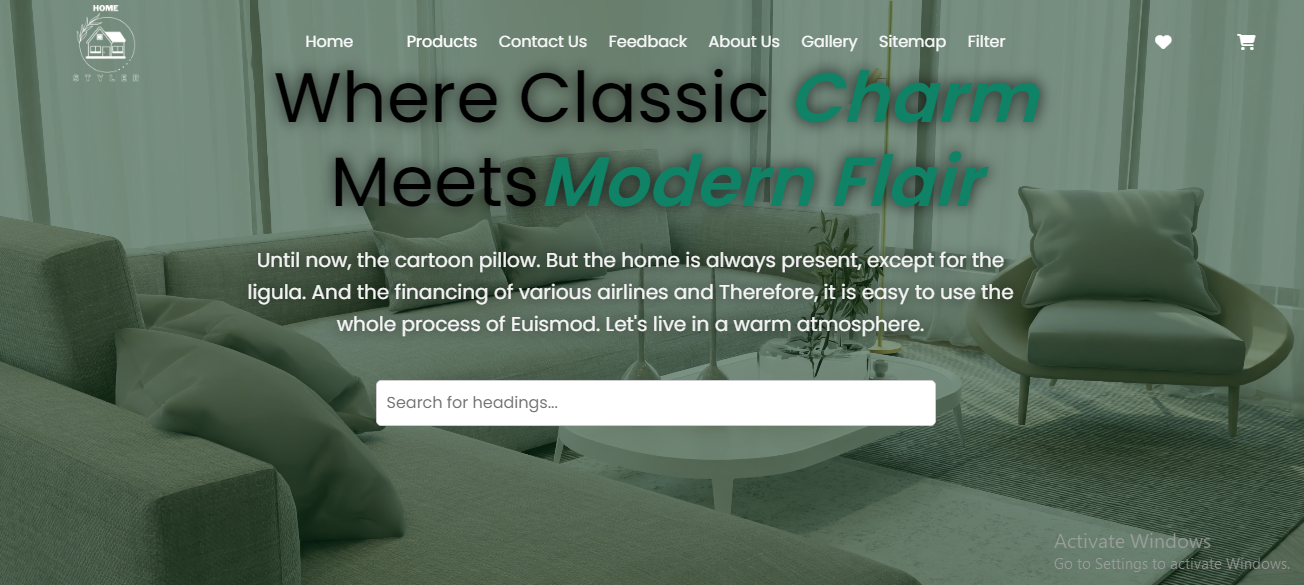 HOME
STYLER
Home Products Contact Us Feedback About Us Gallery Sitemap Filter
Where Classic Charm
MeetsModern Flair
Until now, the cartoon pillow. But the home is always present, except for the
ligula. And the financing of various airlines and Therefore, it is easy to use the
whole process of Euismod. Let's live in a warm atmosphere.
Search for headings...
Activate Windows
Go to Settings to activate Windows.